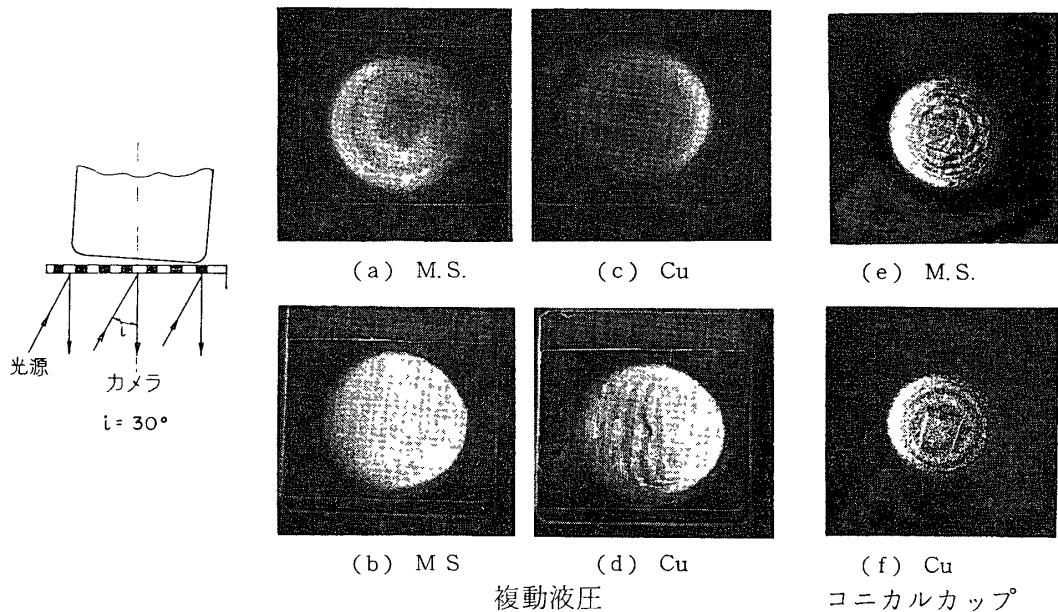 i
光源
カメラ
i = 30°
(a) M.S.
(c) Cu
(e) M.S.
(b) M S
(d) Cu
(f) Cu
複動液圧
コニカルカップ